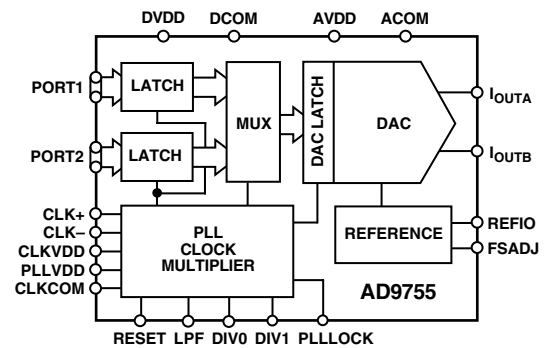 DVDD DCOM AVDD ACOM
PORT1
LATCH
MUX
DAC LATCH
DAC
IOUTA
PORT2
LATCH
IOUTB
CLK+
CLK–
CLKVDD
PLLVDD
CLKCOM
PLL
CLOCK
MULTIPLIER
REFERENCE
REFIO
FSADJ
AD9755
RESET LPF DIV0 DIV1 PLLLOCK